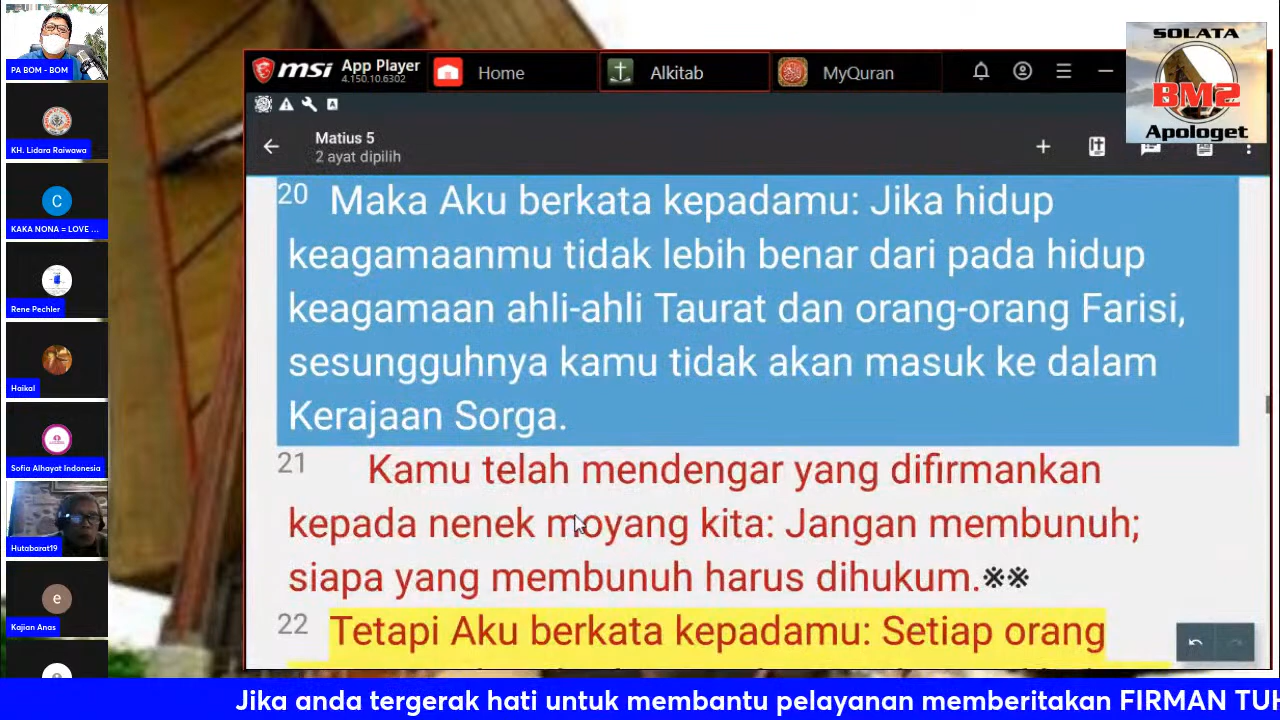 PA BOM - BOM
KH. Lidara Raiwawa
C
KAKA NONA = LOVE ...
Rene Pechler
Haikal
Sofia Alhayat Indonesia
Hutabarat19
e
Kajian Anas
msi App Player
4.150.10.6302
Home
Alkitab
MyQuran
SOLATA
BM2
Apologet
Matius 5
2 ayat dipilih
20 Maka Aku berkata kepadamu: Jika hidup
keagamaanmu tidak lebih benar dari pada hidup
keagamaan ahli-ahli Taurat dan orang-orang Farisi,
sesungguhnya kamu tidak akan masuk ke dalam
Kerajaan Sorga.
21 Kamu telah mendengar yang difirmankan
kepada nenek moyang kita: Jangan membunuh;
siapa yang membunuh harus dihukum.※※
22 Tetapi Aku berkata kepadamu: Setiap orang
Jika anda tergerak hati untuk membantu pelayanan memberitakan FIRMAN TUH